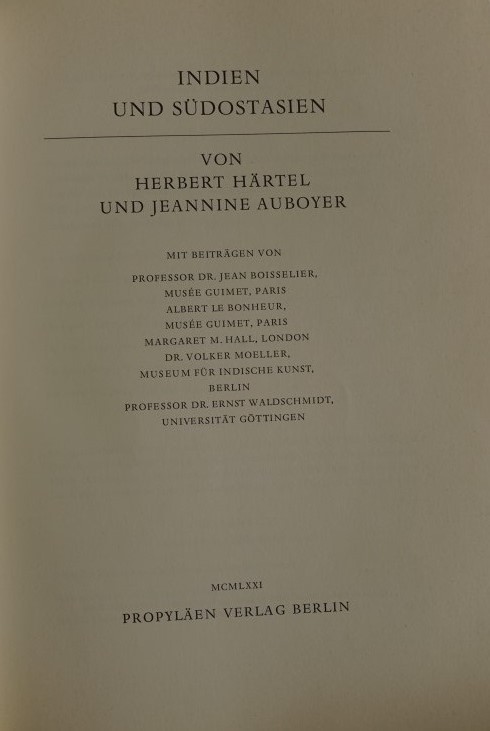 INDIEN
UND SÜDOSTASIEN
VON
HERBERT HÄRTEL
UND JEANNINE AUBOYER
MIT BEITRÄGEN VON
PROFESSOR DR. JEAN BOISSELIER,
MUSÉE GUIMET, PARIS
ALBERT LE BONHEUR,
MUSÉE GUIMET, PARIS
MARGARET M. HALL, LONDON
DR. VOLKER MOELLER,
MUSEUM FÜR INDISCHE KUNST,
BERLIN
PROFESSOR DR. ERNST WALDSCHMIDT,
UNIVERSITÄT GÖTTINGEN
MCMLXXI
PROPYLÄEN VERLAG BERLIN